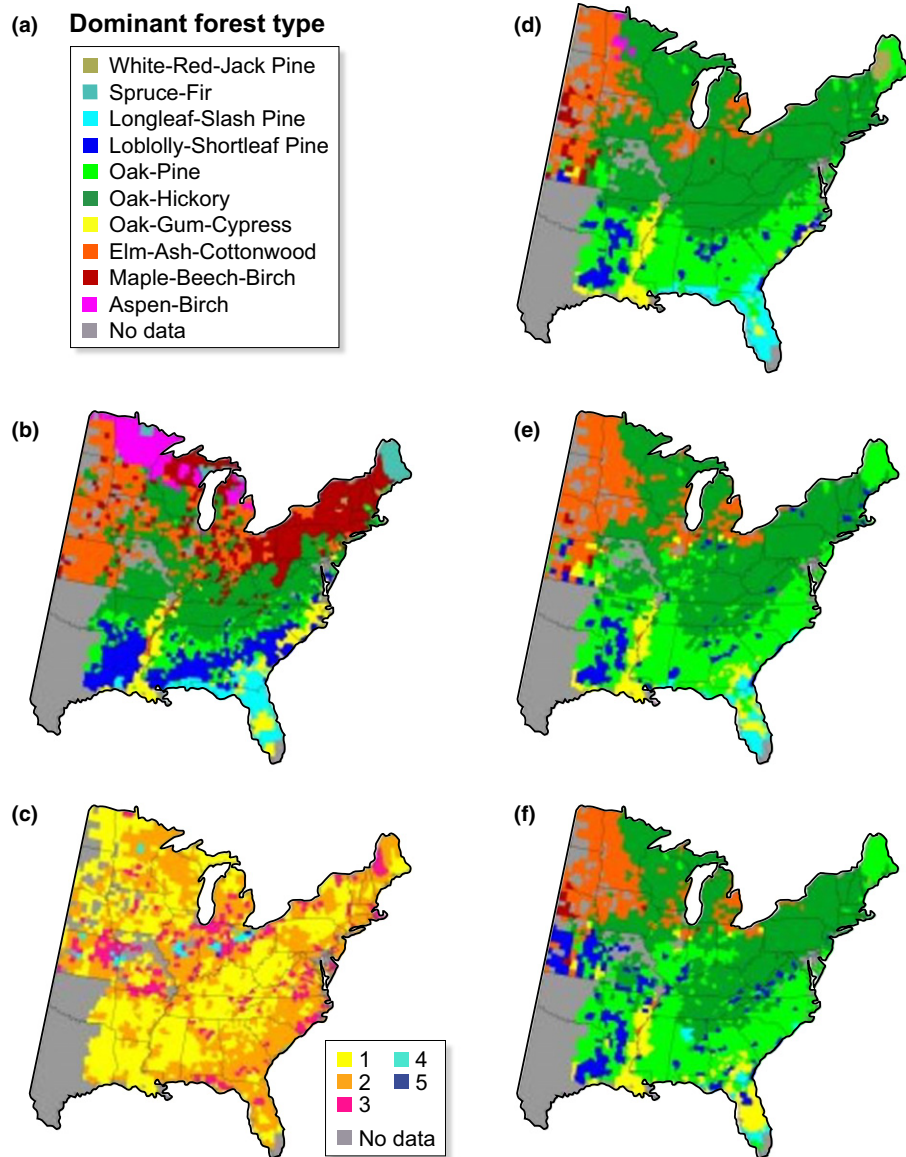 (a) Dominant forest type
White-Red-Jack Pine
Spruce-Fir
Longleaf-Slash Pine
Loblolly-Shortleaf Pine
Oak-Pine
Oak-Hickory
Oak-Gum-Cypress
Elm-Ash-Cottonwood
Maple-Beech-Birch
Aspen-Birch
No data
(d)
(b)
(e)
(c)
1 4
2 5
3
No data
(f)